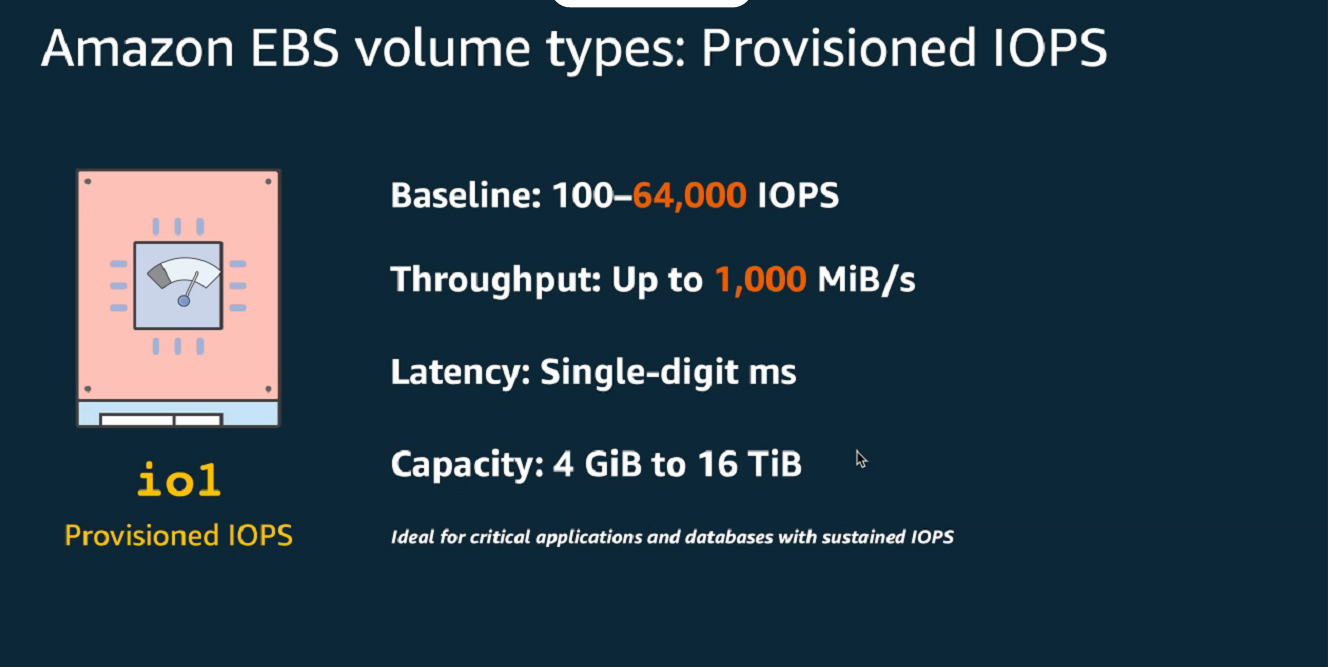 Amazon EBS volume types: Provisioned IOPS
Baseline: 100–64,000 IOPS
Throughput: Up to 1,000 MiB/s
Latency: Single-digit ms
Capacity: 4 GiB to 16 TiB
Ideal for critical applications and databases with sustained IOPS
io1
Provisioned IOPS